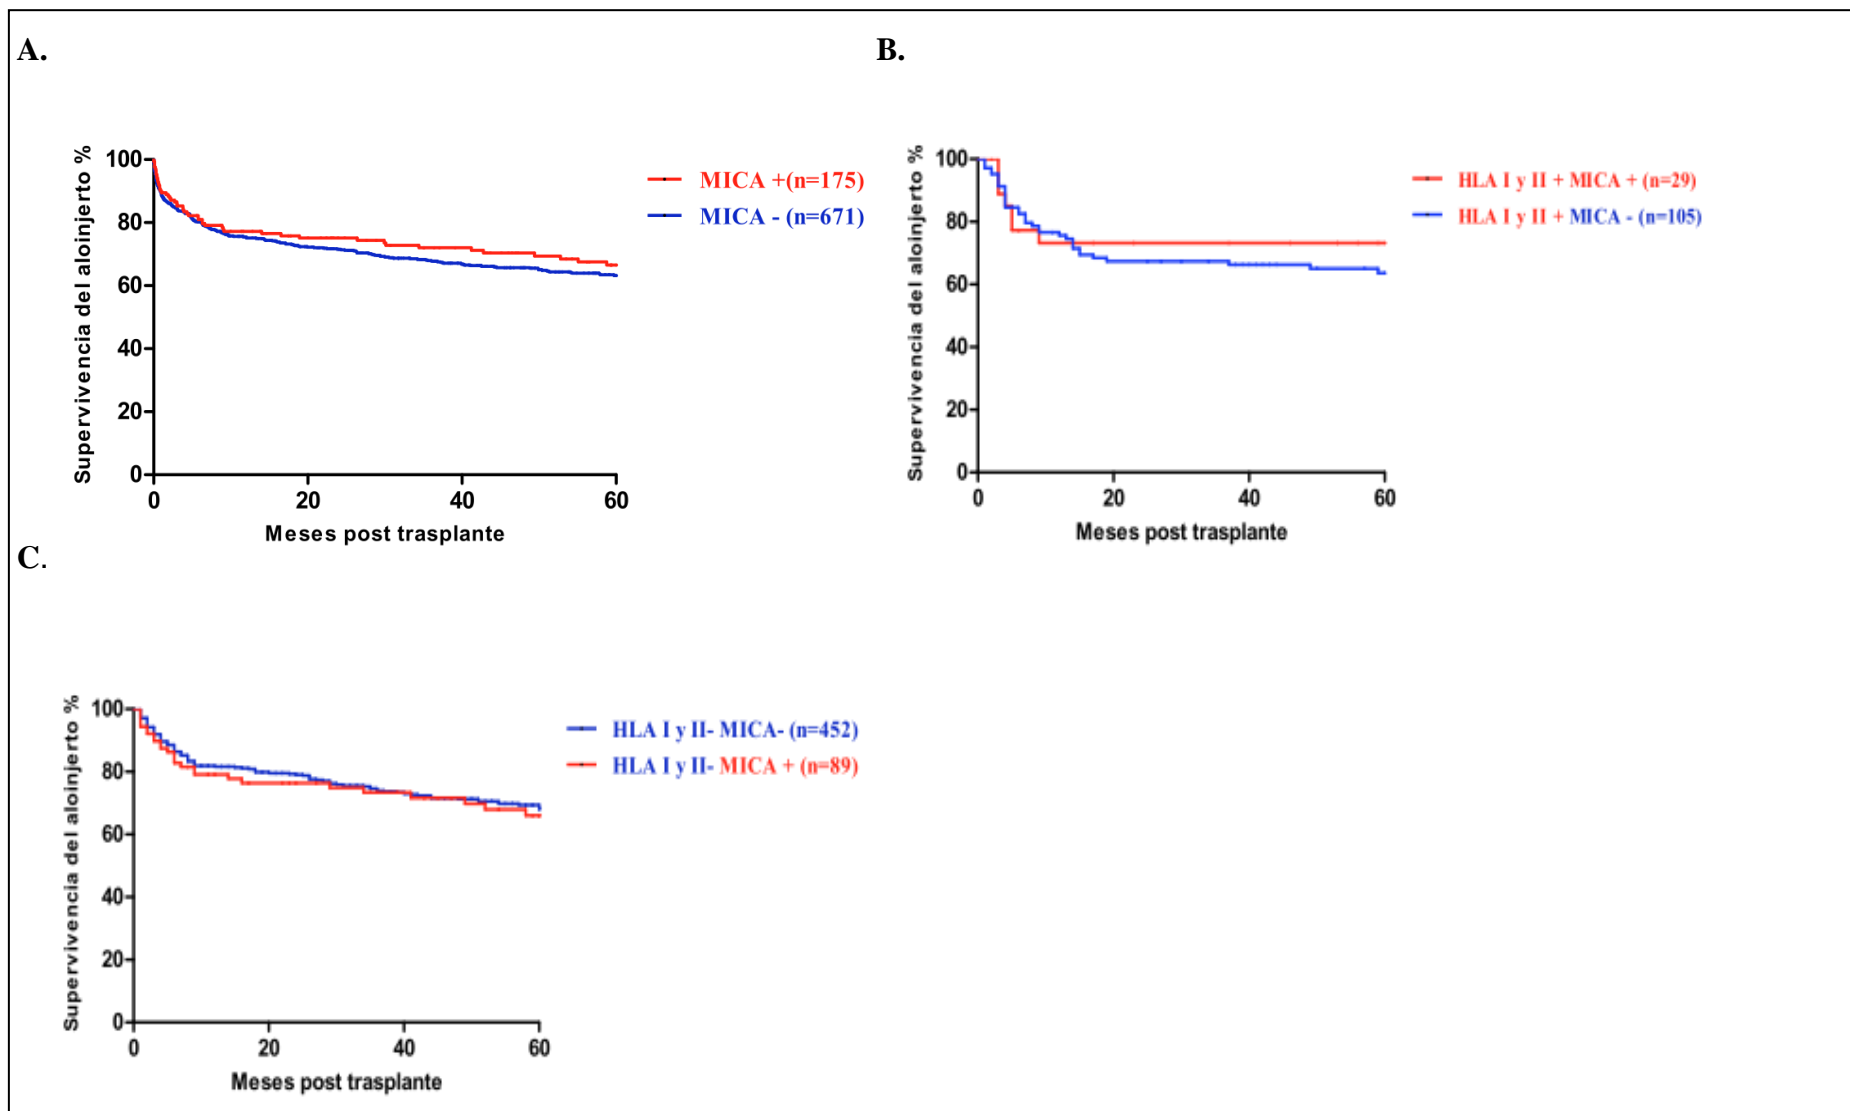 A.
Supervivencia del aloinjerto %
100
80
60
40
20
0
0 20 40 60
Meses post trasplante
MICA +(n=175)
MICA - (n=671)
B.
Supervivencia del aloinjerto %
100
80
60
40
20
0
0 20 40 60
Meses post trasplante
HLA I y II + MICA + (n=29)
HLA I y II + MICA - (n=105)
C.
Supervivencia del aloinjerto %
100
80
60
40
20
0
0 20 40 60
Meses post trasplante
HLA I y II- MICA- (n=452)
HLA I y II- MICA + (n=89)